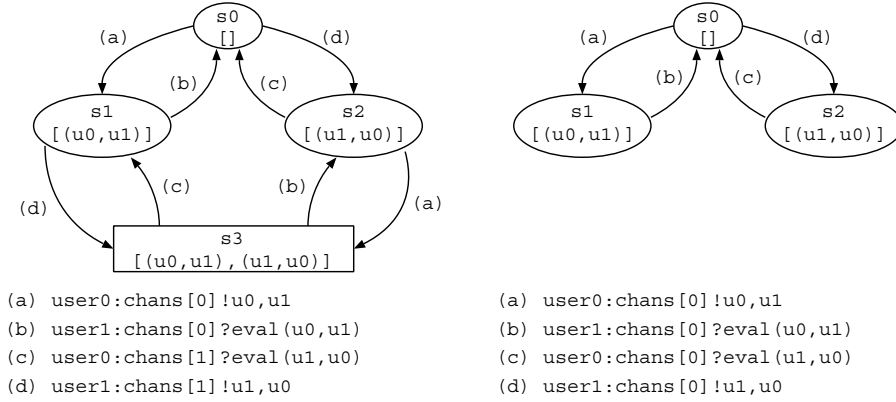 s0
[]
(a)
(d)
(b)
(c)
s1
[(u0,u1)]
s2
[(u1,u0)]
(d)
(c)
(b)
(a)
s3
[(u0,u1),(u1,u0)]
(a) user0:chans[0]!u0,u1
(b) user1:chans[0]?eval(u0,u1)
(c) user0:chans[1]?eval(u1,u0)
(d) user1:chans[1]!u1,u0
s0
[]
(a)
(d)
(b)
(c)
s1
[(u0,u1)]
s2
[(u1,u0)]
(a) user0:chans[0]!u0,u1
(b) user1:chans[0]?eval(u0,u1)
(c) user0:chans[0]?eval(u1,u0)
(d) user1:chans[0]!u1,u0